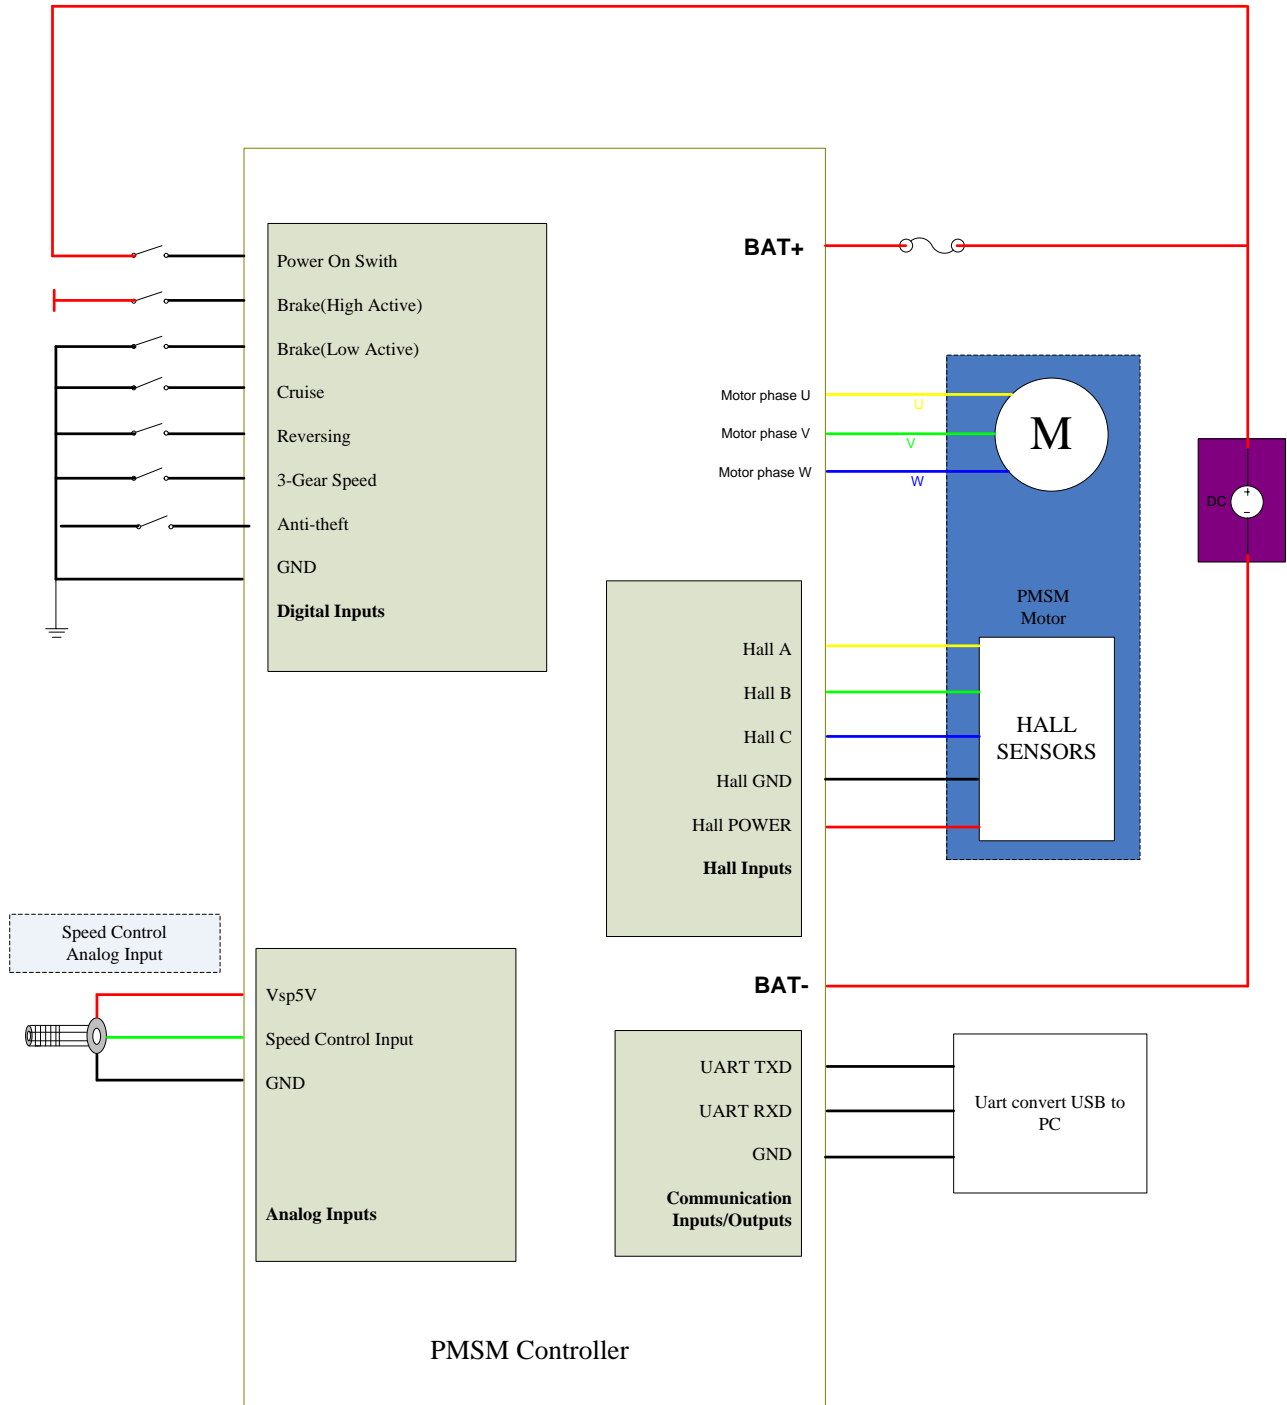 BAT+
Power On Swith
Brake(High Active)
Brake(Low Active)
Cruise
Reversing
3-Gear Speed
Anti-theft
GND
Digital Inputs
Motor phase U
Motor phase V
Motor phase W
U
V
W
M
DC
+
–
PMSM
Motor
Hall A
Hall B
Hall C
Hall GND
Hall POWER
Hall Inputs
HALL
SENSORS
Speed Control
Analog Input
Vsp5V
Speed Control Input
GND
Analog Inputs
BAT-
UART TXD
UART RXD
GND
Communication
Inputs/Outputs
Uart convert USB to
PC
PMSM Controller